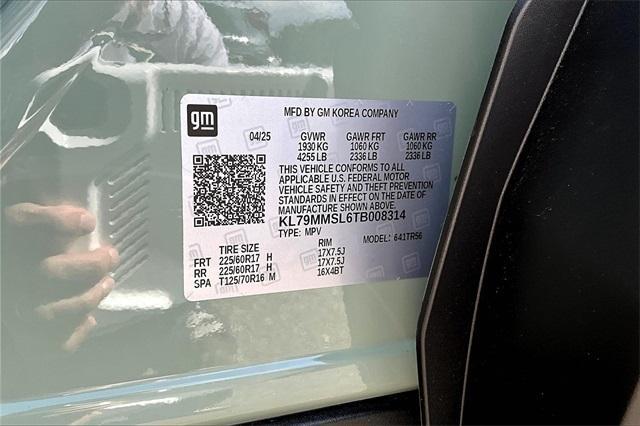 gm
MFD BY GM KOREA COMPANY
04/25 GVWR GAWR FRT GAWR RR
1930 KG 1060 KG 1060 KG
4255 LB 2336 LB 2336 LB
THIS VEHICLE CONFORMS TO ALL
APPLICABLE U.S. FEDERAL MOTOR
VEHICLE SAFETY AND THEFT PREVENTION
STANDARDS IN EFFECT ON THE DATE OF
MANUFACTURE SHOWN ABOVE.
KL79MMSL6TB008314
TYPE: MPV MODEL: 641TR56
TIRE SIZE RIM
FRT 225/60R17 H 17X7.5J
RR 225/60R17 H 17X7.5J
SPA T125/70R16 M 16X4BT